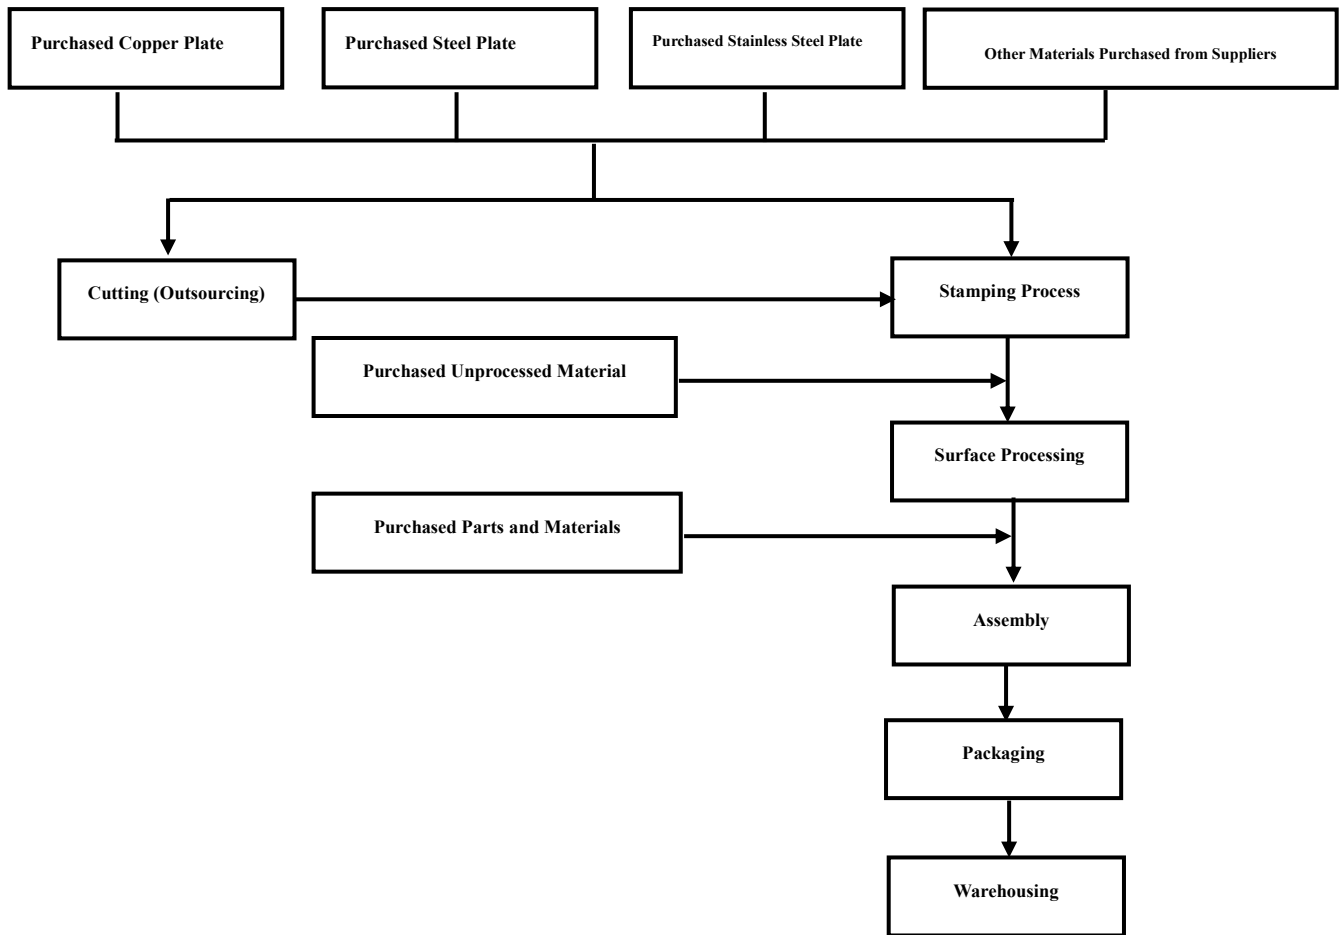 Purchased Copper Plate
Purchased Steel Plate
Purchased Stainless Steel Plate
Other Materials Purchased from Suppliers
Cutting (Outsourcing)
Stamping Process
Purchased Unprocessed Material
Surface Processing
Purchased Parts and Materials
Assembly
Packaging
Warehousing